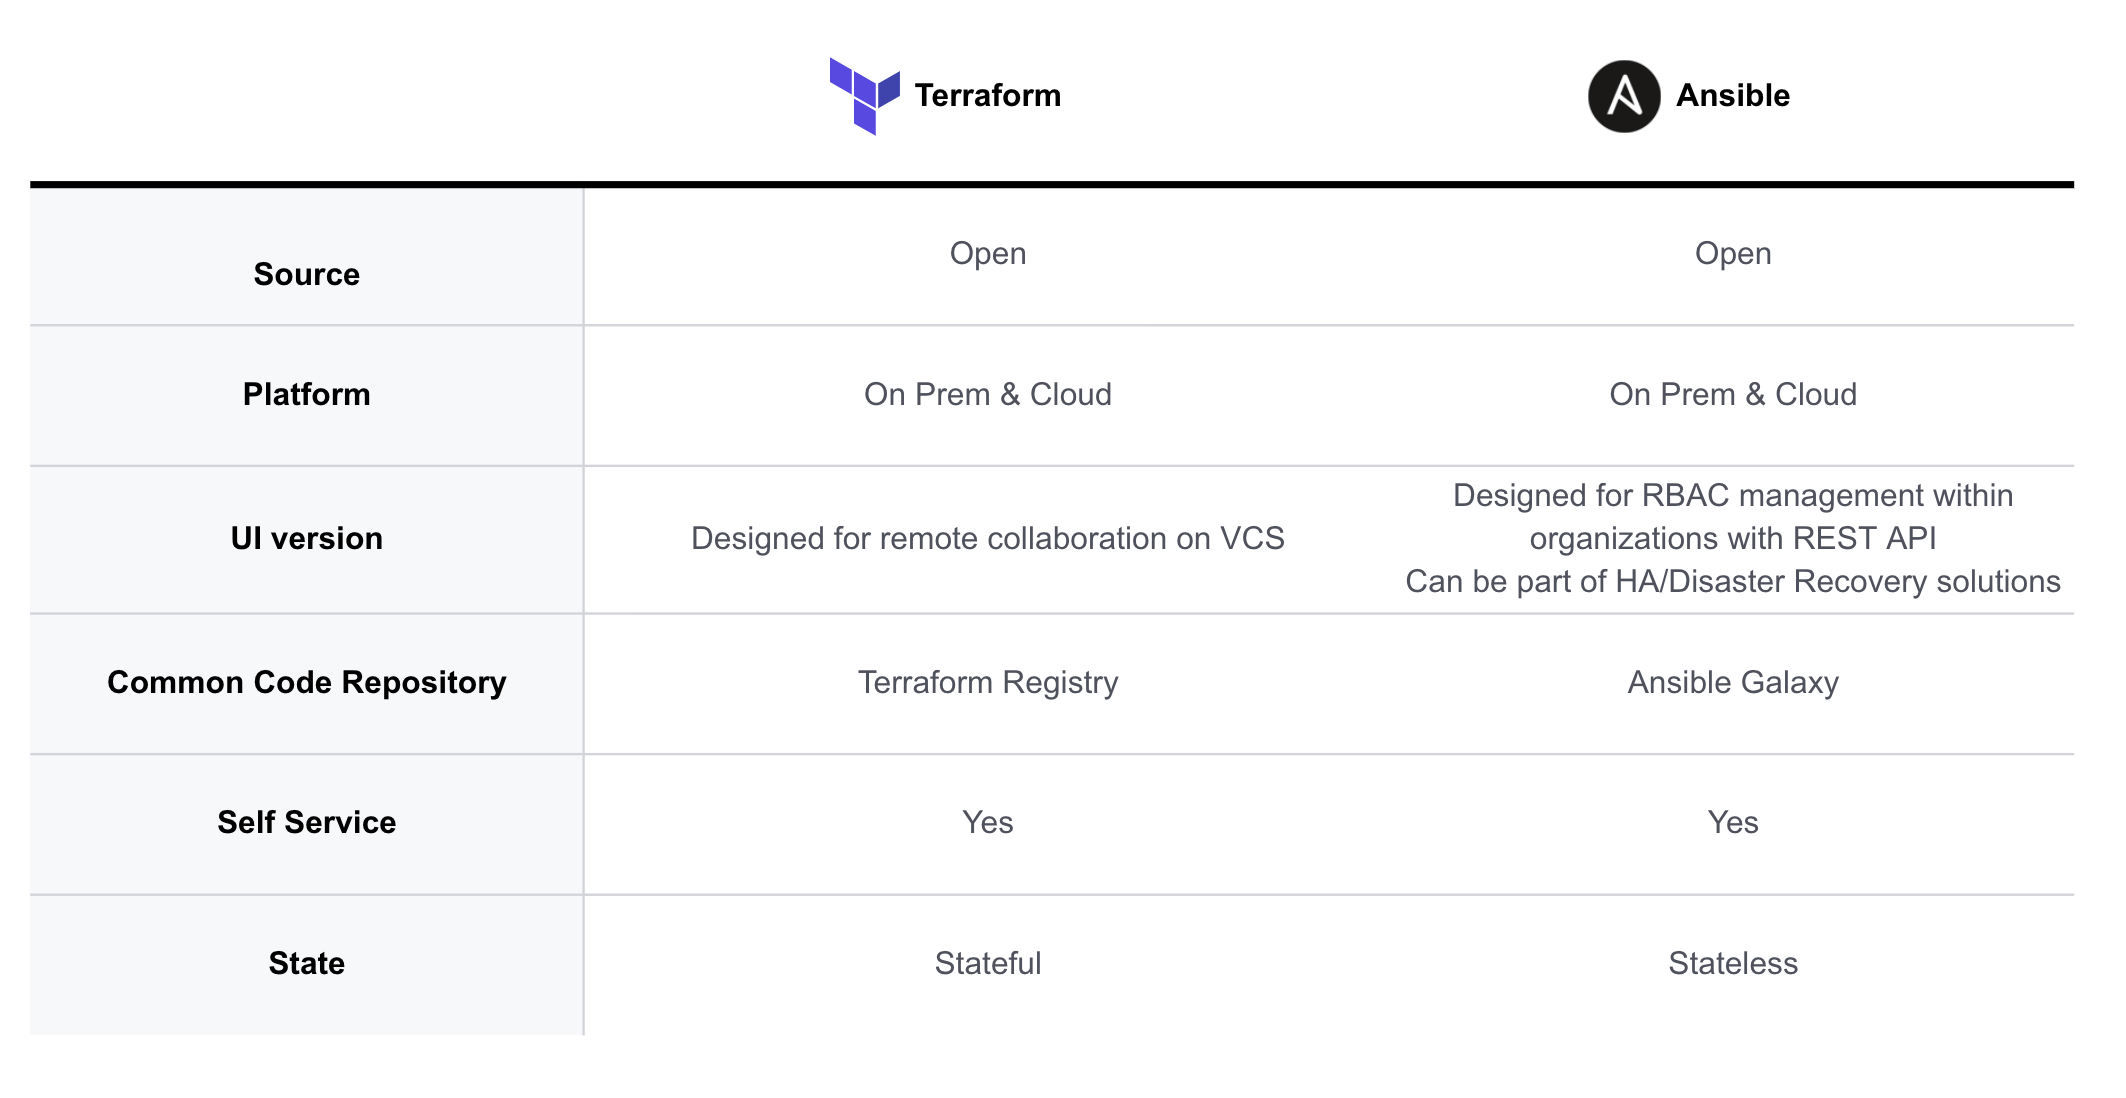 Terraform
Ansible
Source
Open
Open
Platform
On Prem & Cloud
On Prem & Cloud
UI version
Designed for remote collaboration on VCS
Designed for RBAC management within
organizations with REST API
Can be part of HA/Disaster Recovery solutions
Common Code Repository
Terraform Registry
Ansible Galaxy
Self Service
Yes
Yes
State
Stateful
Stateless